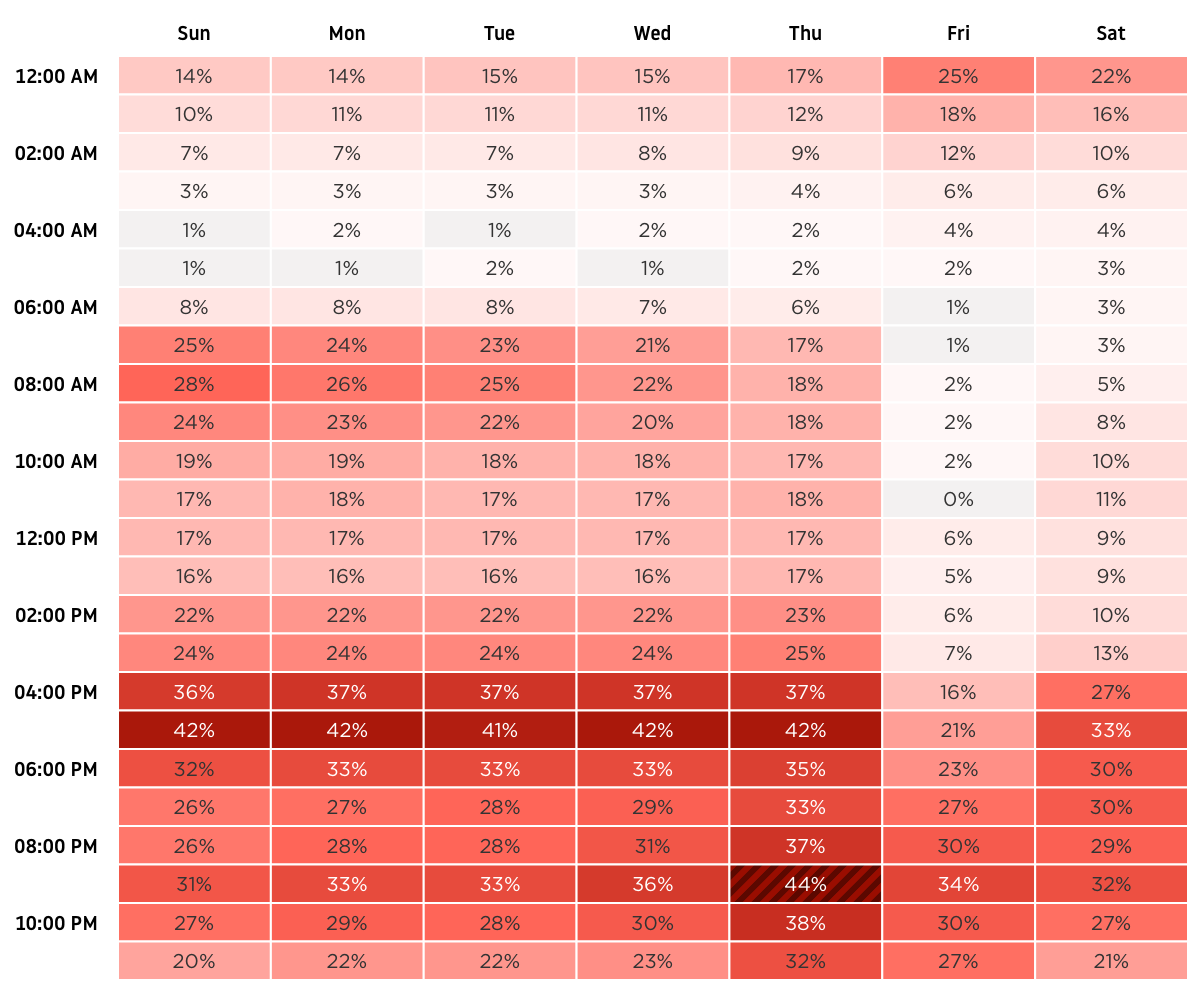 Sun Mon Tue Wed Thu Fri Sat
12:00 AM 14% 14% 15% 15% 17% 25% 22%
10% 11% 11% 11% 12% 18% 16%
02:00 AM 7% 7% 7% 8% 9% 12% 10%
3% 3% 3% 3% 4% 6% 6%
04:00 AM 1% 2% 1% 2% 2% 4% 4%
1% 1% 2% 1% 2% 2% 3%
06:00 AM 8% 8% 8% 7% 6% 1% 3%
25% 24% 23% 21% 17% 1% 3%
08:00 AM 28% 26% 25% 22% 18% 2% 5%
24% 23% 22% 20% 18% 2% 8%
10:00 AM 19% 19% 18% 18% 17% 2% 10%
17% 18% 17% 17% 18% 0% 11%
12:00 PM 17% 17% 17% 17% 17% 6% 9%
16% 16% 16% 16% 17% 5% 9%
02:00 PM 22% 22% 22% 22% 23% 6% 10%
24% 24% 24% 24% 25% 7% 13%
04:00 PM 36% 37% 37% 37% 37% 16% 27%
42% 42% 41% 42% 42% 21% 33%
06:00 PM 32% 33% 33% 33% 35% 23% 30%
26% 27% 28% 29% 33% 27% 30%
08:00 PM 26% 28% 28% 31% 37% 30% 29%
31% 33% 33% 36% 44% 34% 32%
10:00 PM 27% 29% 28% 30% 38% 30% 27%
20% 22% 22% 23% 32% 27% 21%